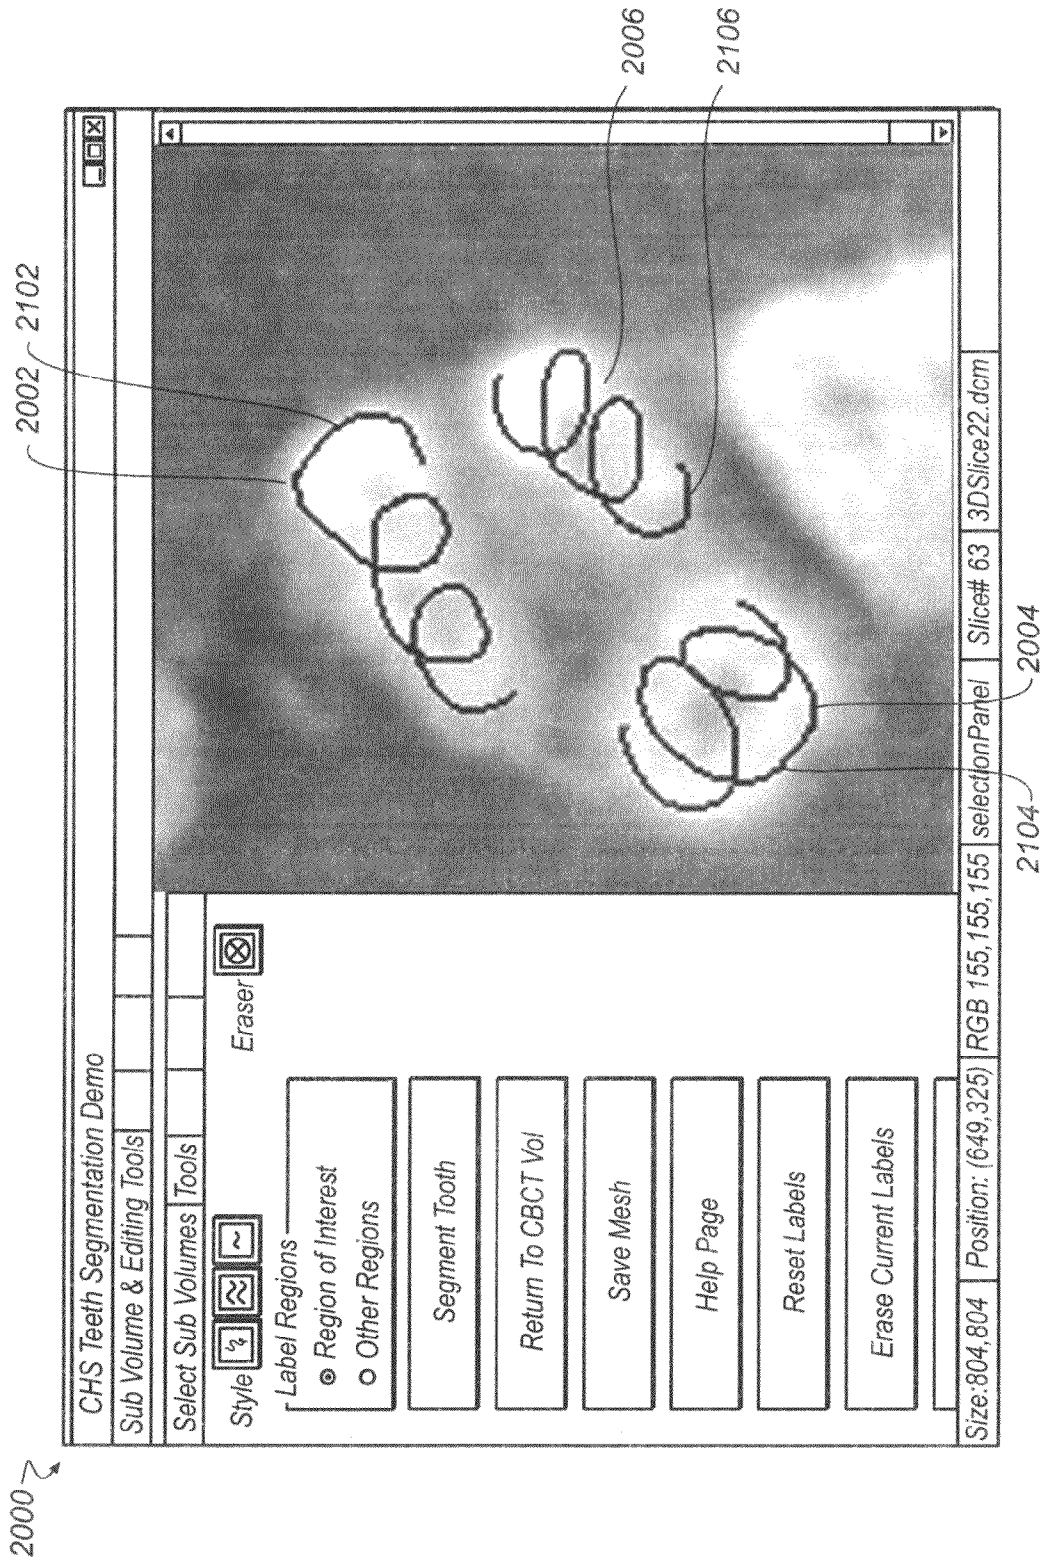 2000
CHS Teeth Segmentation Demo
Sub Volume & Editing Tools
Select Sub Volumes Tools
Style
Eraser
Label Regions
Region of Interest
Other Regions
Segment Tooth
Return To CBCT Vol
Save Mesh
Help Page
Reset Labels
Erase Current Labels
2002
2102
2006
2106
2104
2004
Size:804,804 Position: (649,325) RGB 155,155,155 selectionPanel Slice# 63 3DSlice22.dcm